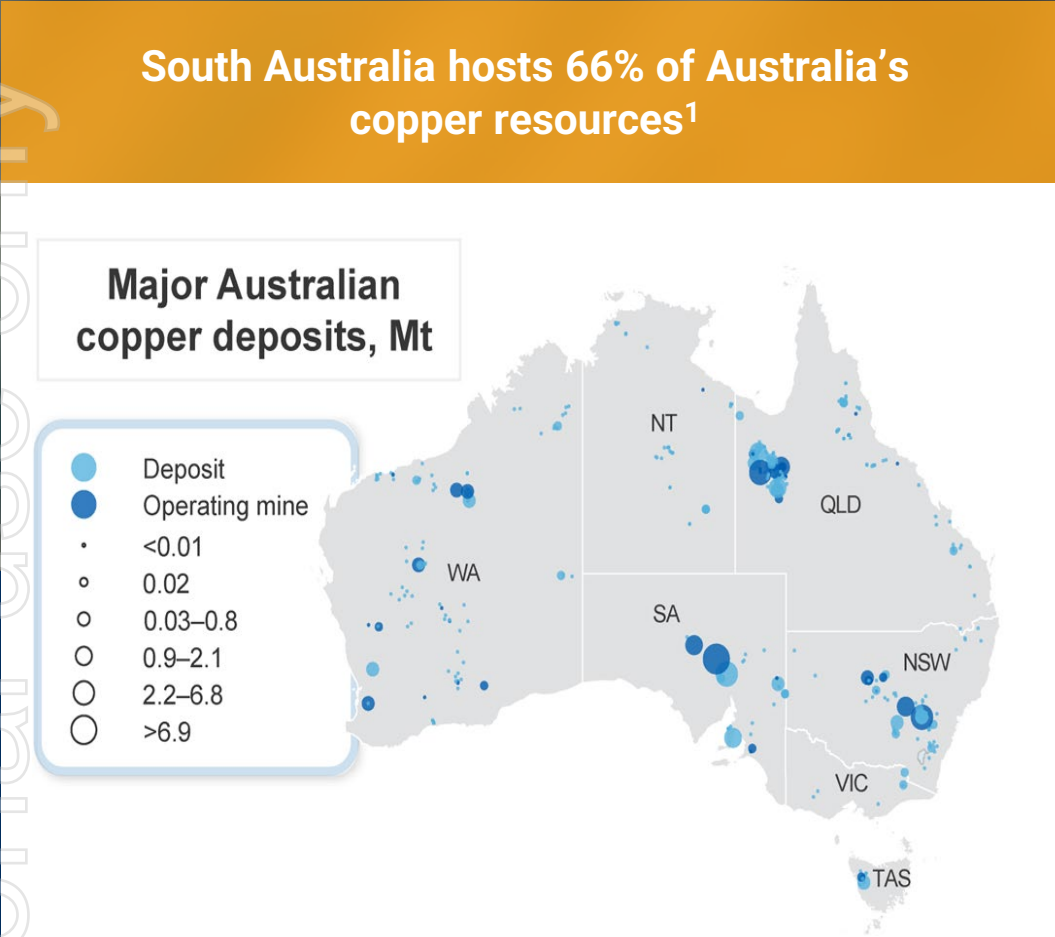 South Australia hosts 66% of Australia’s
copper resources¹
Major Australian
copper deposits, Mt
Deposit
Operating mine
<0.01
0.02
0.03–0.8
0.9–2.1
2.2–6.8
>6.9
NT
QLD
WA
SA
NSW
VIC
TAS